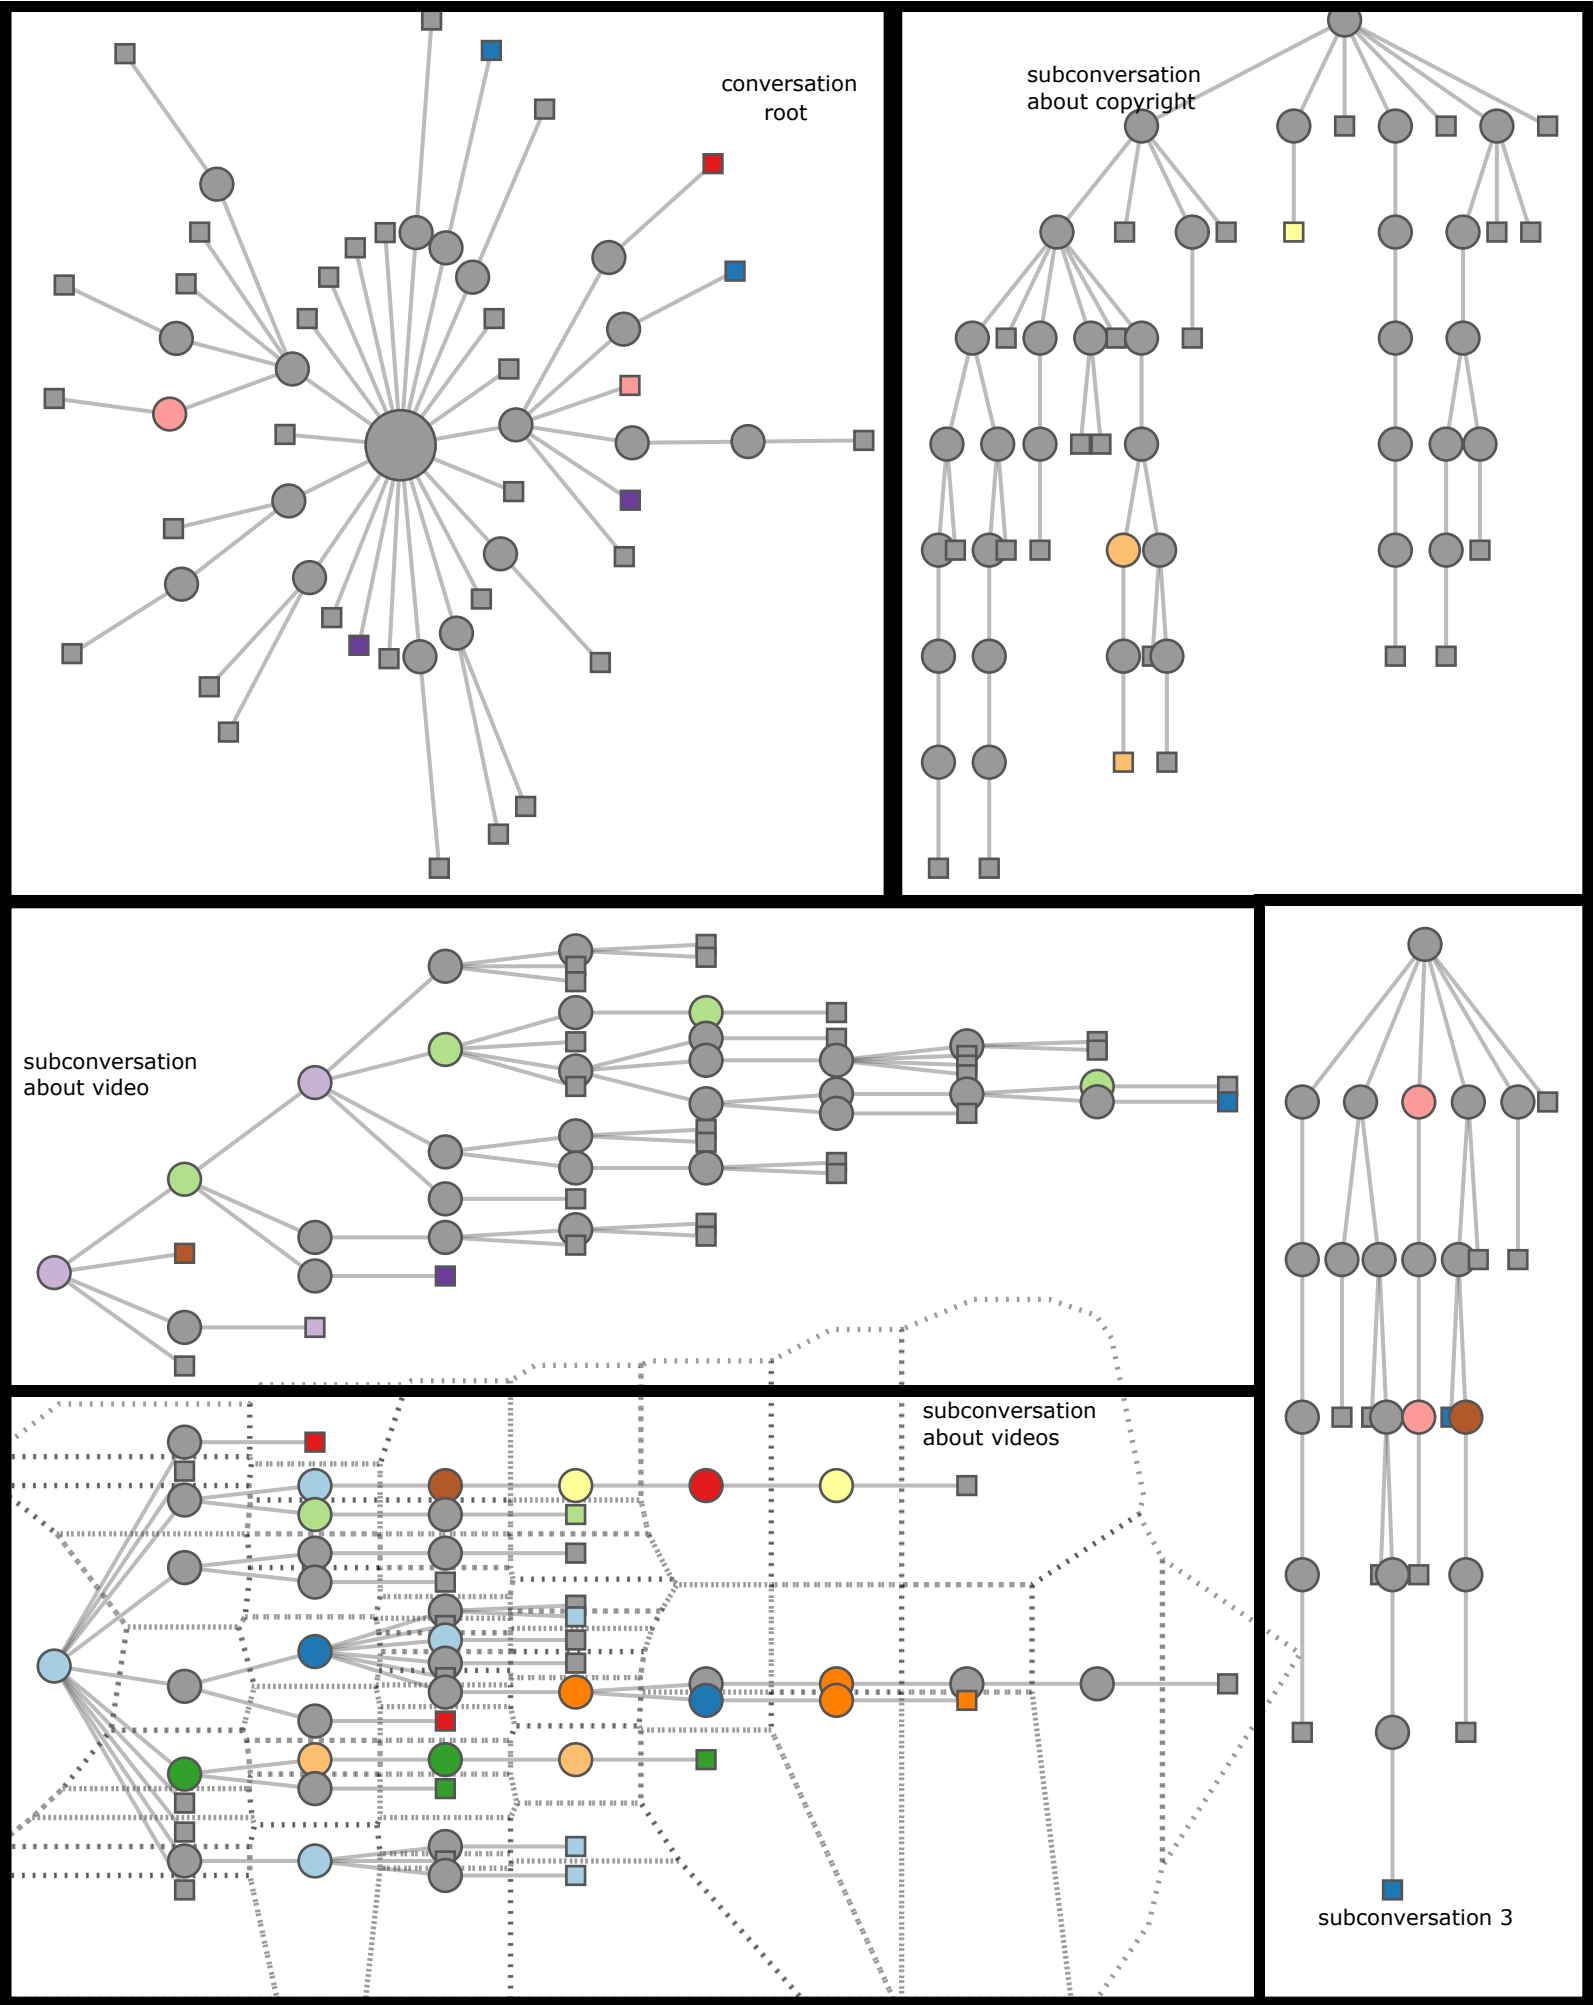 conversation
root
subconversation
about copyright
subconversation
about video
subconversation
about videos
subconversation 3